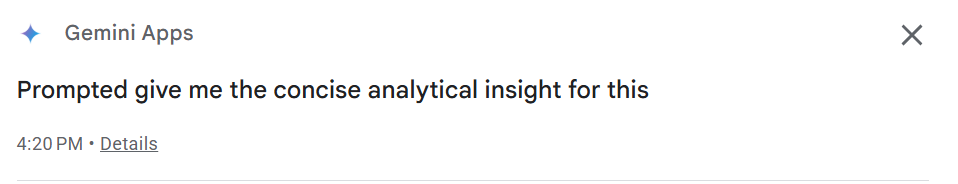 Gemini Apps
Prompted give me the concise analytical insight for this
4:20 PM • Details